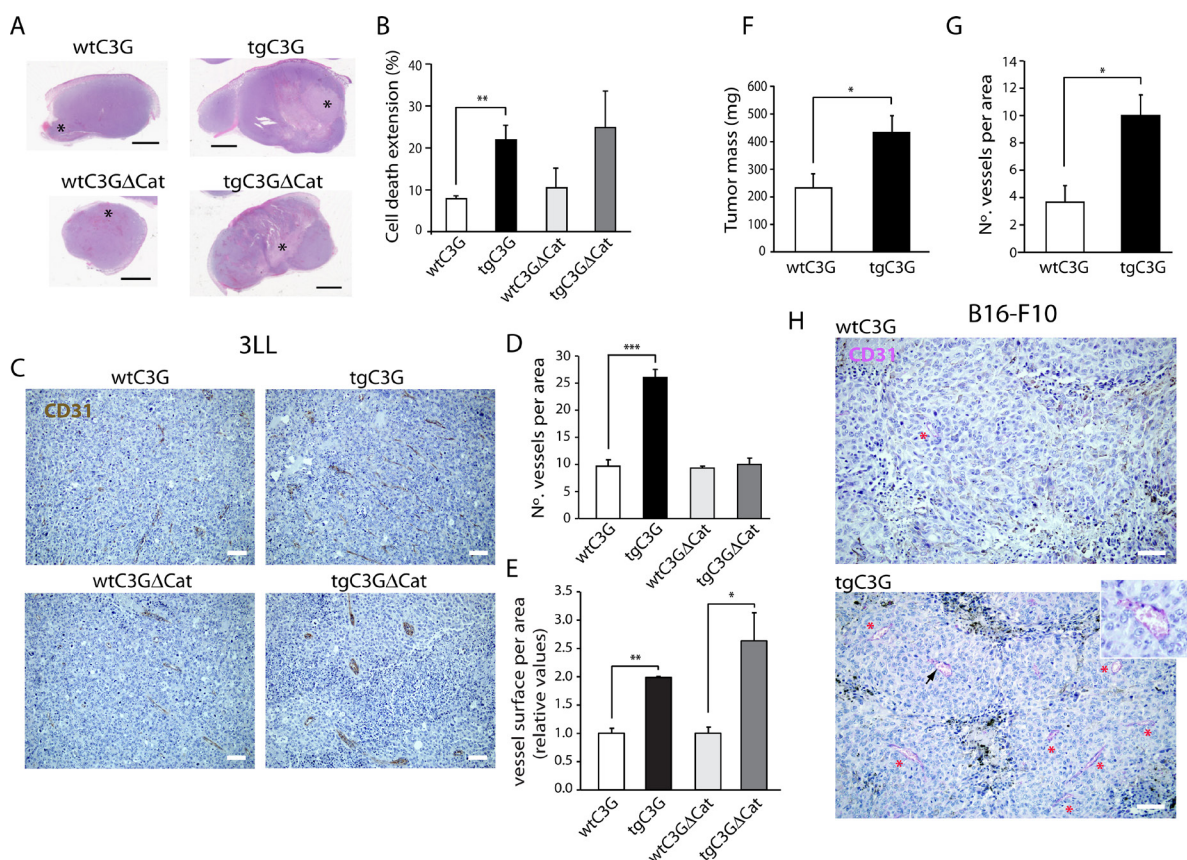 A
wtC3G
tgC3G
*
*
wtC3GΔCat
tgC3GΔCat
*
*
B
Cell death extension (%)
40
30
20
10
0
**
wtC3G
tgC3G
wtC3GΔCat
tgC3GΔCat
F
Tumor mass (mg)
600
500
400
300
200
100
0
*
wtC3G
tgC3G
G
Nº. vessels per area
14
12
10
8
6
4
2
0
*
wtC3G
tgC3G
3LL
C
wtC3G
tgC3G
CD31
wtC3GΔCat
tgC3GΔCat
D
Nº. vessels per area
30
25
20
15
10
5
0
***
wtC3G
tgC3G
wtC3GΔCat
tgC3GΔCat
E
vessel surface per area
(relative values)
3.5
3.0
2.5
2.0
1.5
1.0
0.5
0.0
**
*
wtC3G
tgC3G
wtC3GΔCat
tgC3GΔCat
B16-F10
H
wtC3G
CD31
*
tgC3G
*
*
*
*
*
*
*